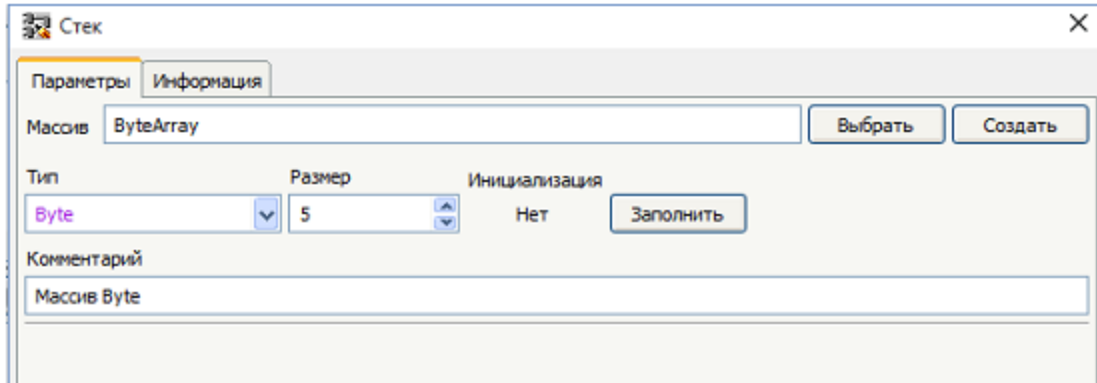 Стек
Параметры Информация
Массив ByteArray Выбрать Создать
Тип Размер Инициализация
Byte 5 Нет Заполнить
Комментарий
Массив Byte